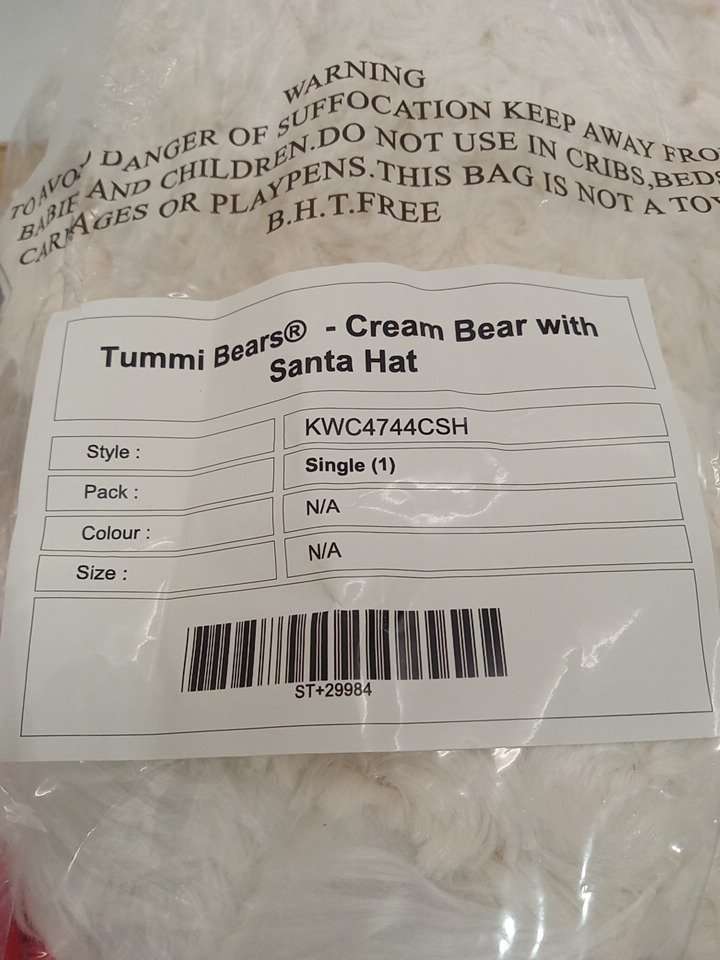 WARNING
TO AVOID DANGER OF SUFFOCATION KEEP AWAY FRO
BABIE AND CHILDREN.DO NOT USE IN CRIBS,BEDS
CARIAGES OR PLAYPENS.THIS BAG IS NOT A TOY
B.H.T.FREE
Tummi Bears® - Cream Bear with
Santa Hat
Style : KWC4744CSH
Pack : Single (1)
Colour : N/A
Size : N/A
ST+29984